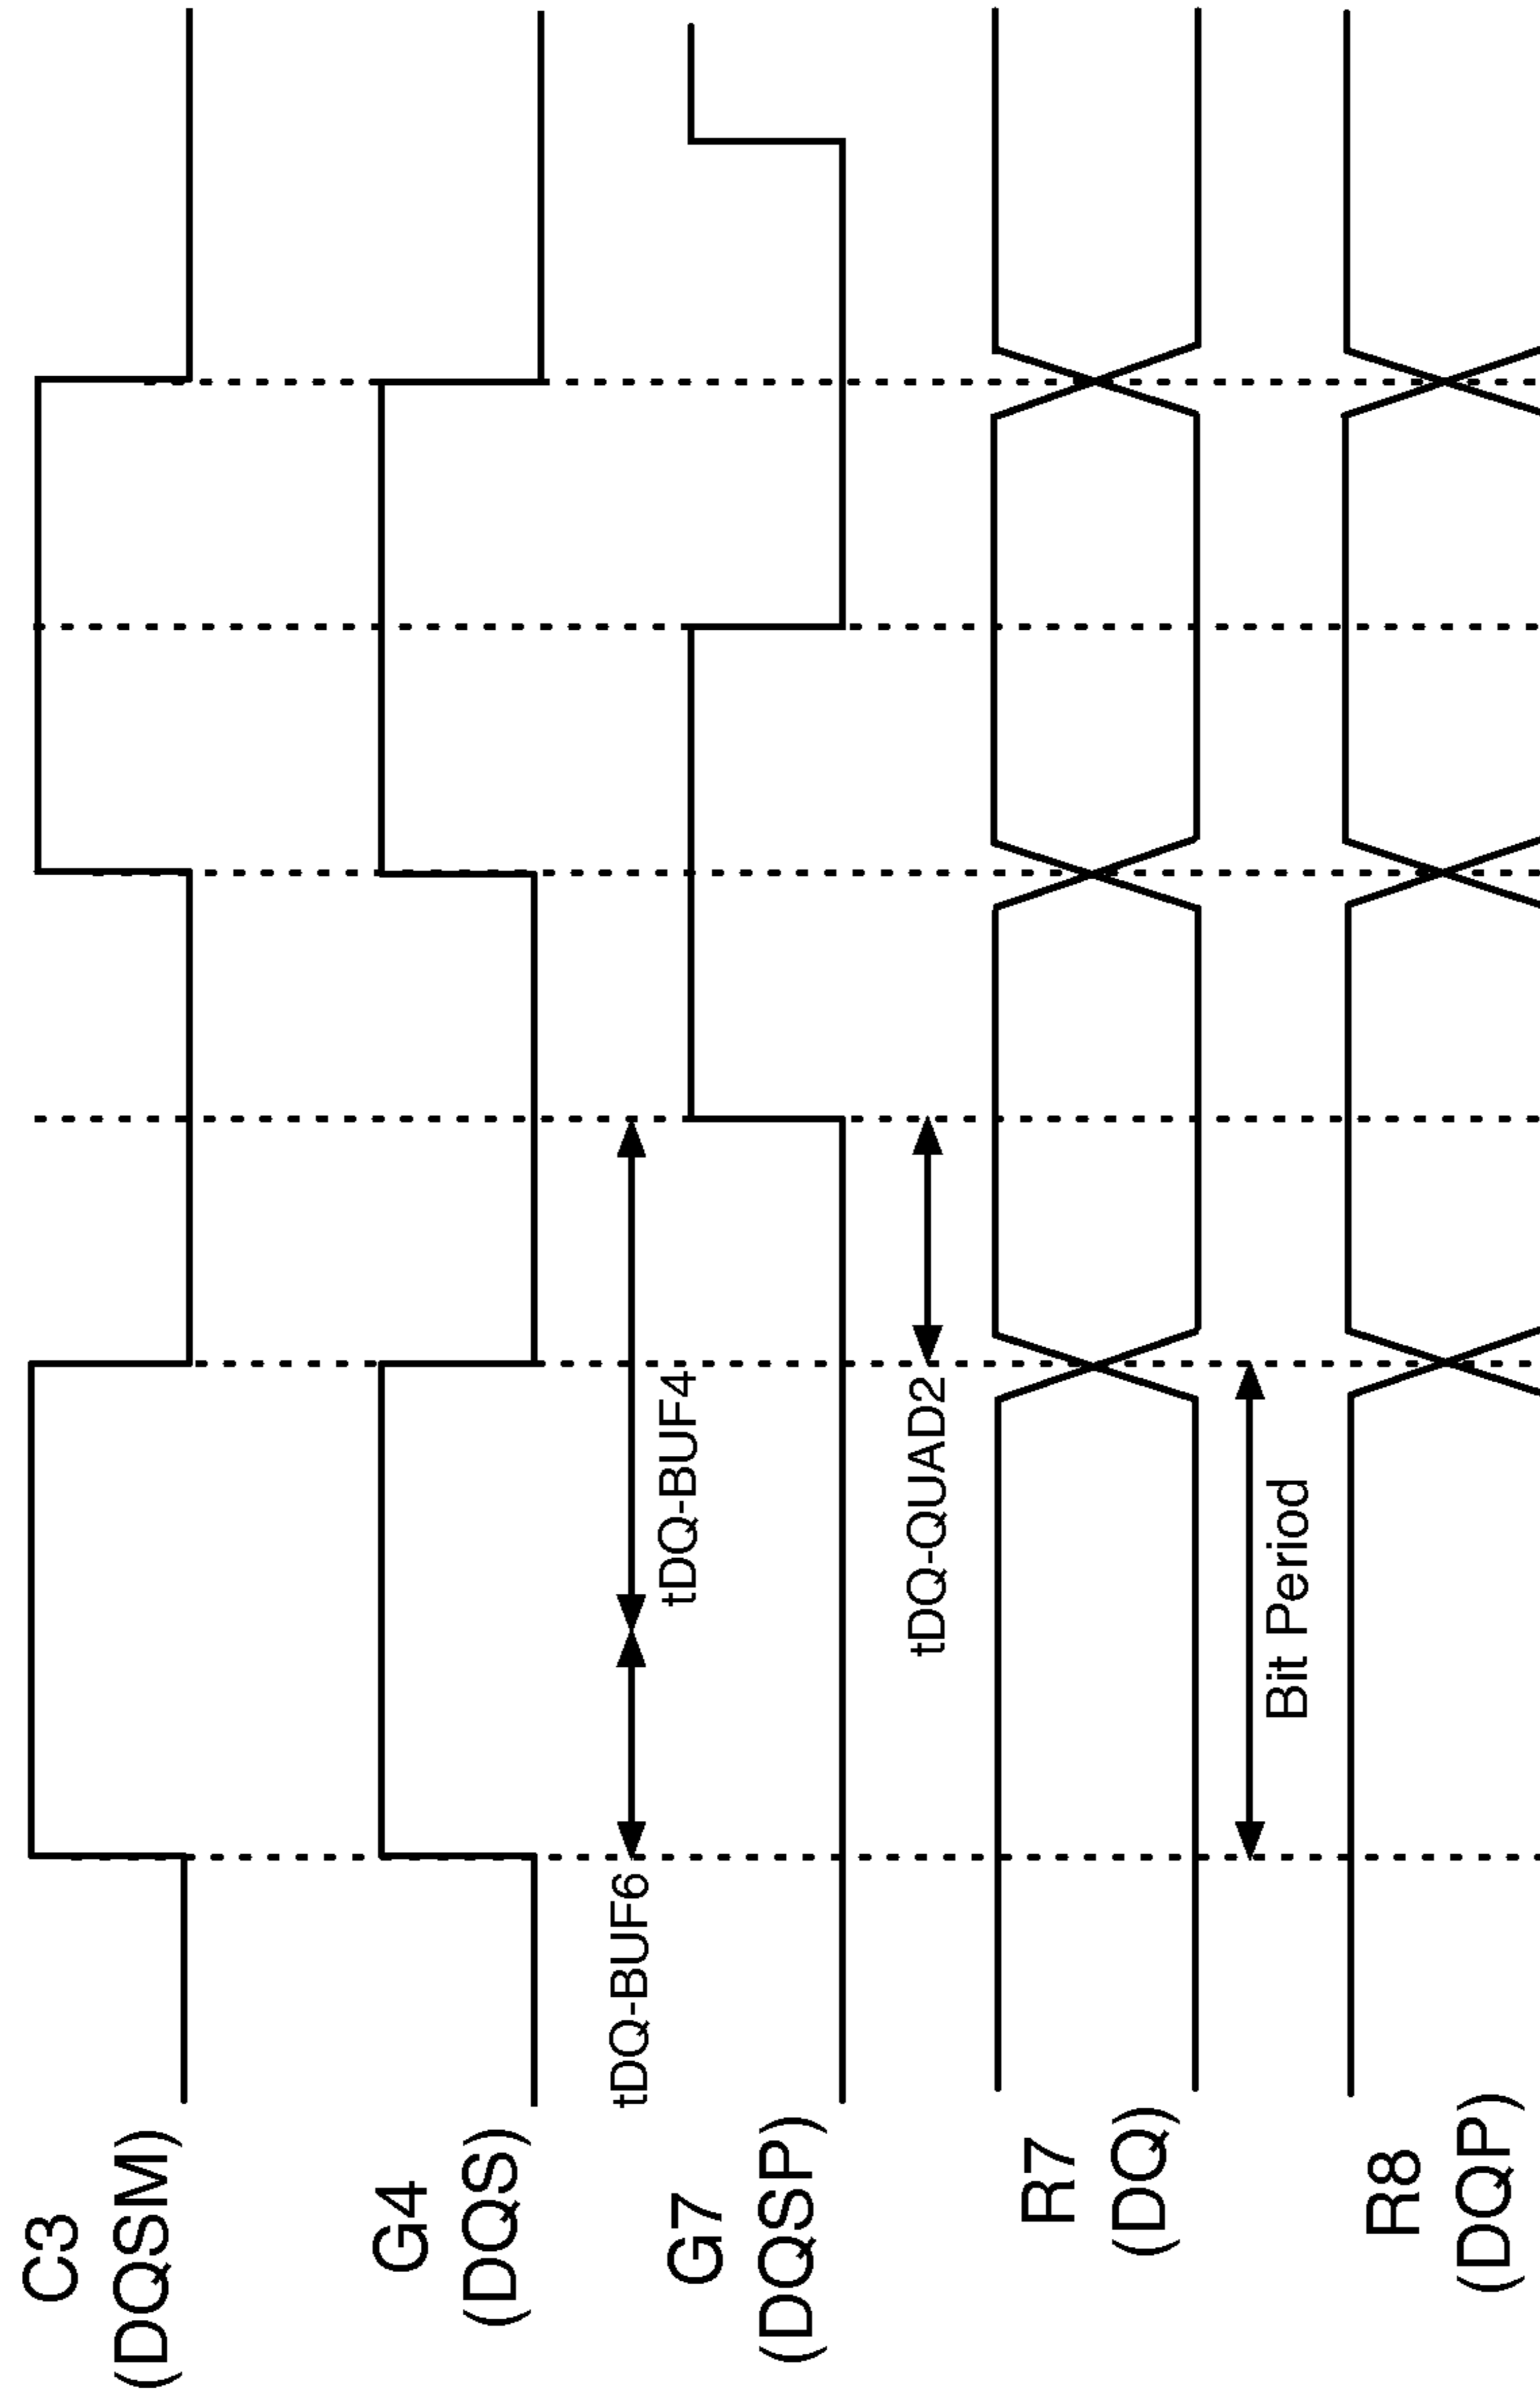 C3
(DQSM)
G4
(DQS)
tDQ-BUF6
tDQ-BUF4
G7
(DQSP)
tDQ-QUAD2
R7
(DQ)
Bit Period
R8
(DQP)